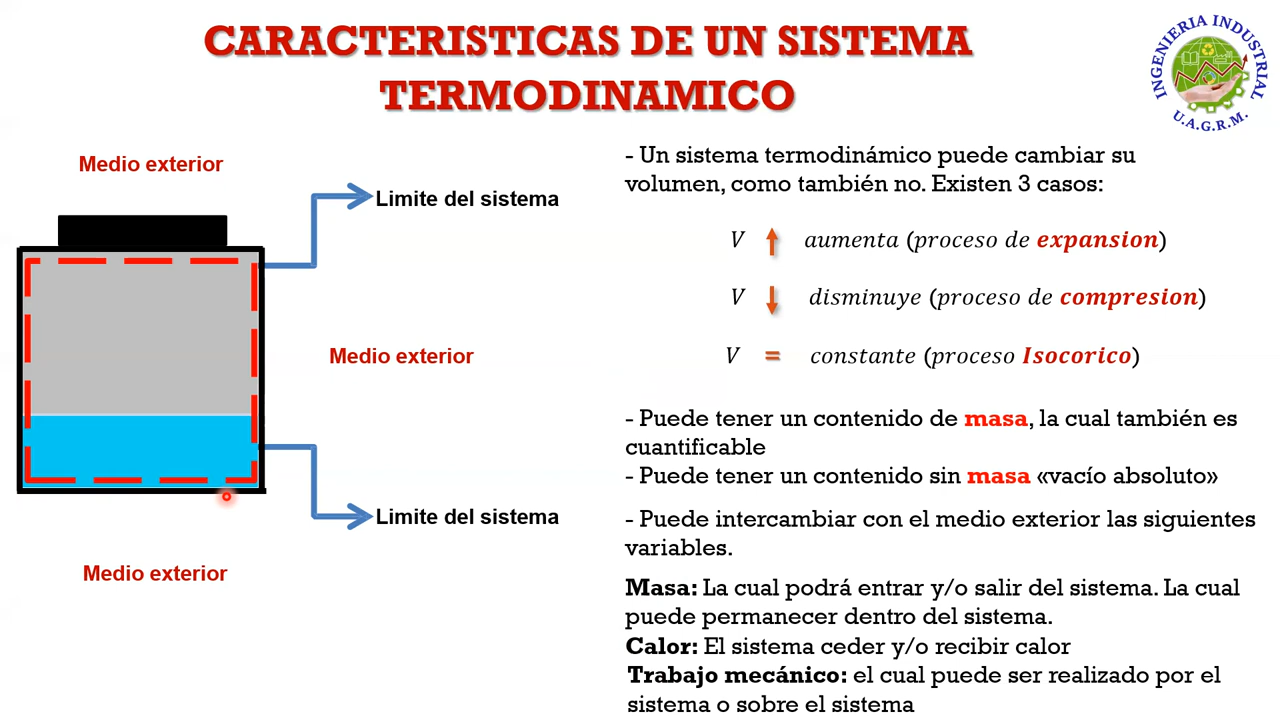 CARACTERISTICAS DE UN SISTEMA
TERMODINAMICO
INGENIERIA INDUSTRIAL
U.A.G.R.M.
Medio exterior
Limite del sistema
Medio exterior
Limite del sistema
Medio exterior
- Un sistema termodinámico puede cambiar su
volumen, como también no. Existen 3 casos:
V ↑ aumenta (proceso de expansion)
V ↓ disminuye (proceso de compresion)
V = constante (proceso Isocorico)
- Puede tener un contenido de masa, la cual también es
cuantificable
- Puede tener un contenido sin masa «vacío absoluto»
- Puede intercambiar con el medio exterior las siguientes
variables.
Masa: La cual podrá entrar y/o salir del sistema. La cual
puede permanecer dentro del sistema.
Calor: El sistema ceder y/o recibir calor
Trabajo mecánico: el cual puede ser realizado por el
sistema o sobre el sistema